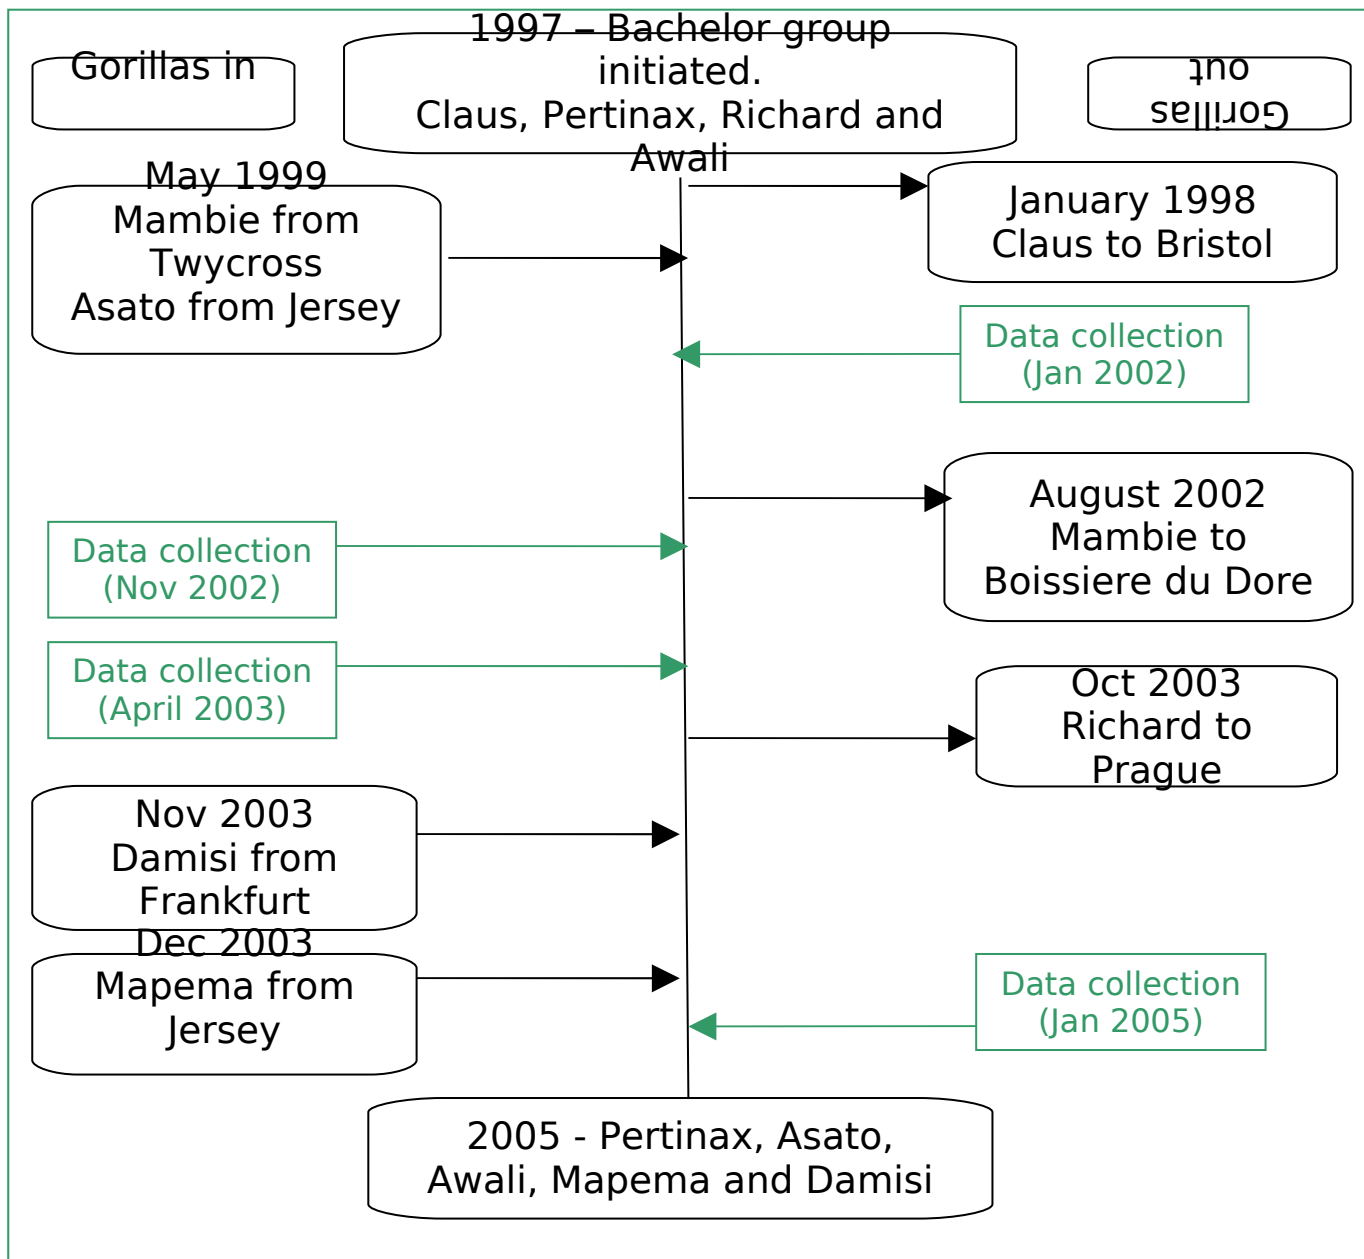 1997 – Bachelor group
initiated.
Claus, Pertinax, Richard and
Awali
Gorillas in
Gorillas
out
May 1999
Mambie from
Twycross
Asato from Jersey
January 1998
Claus to Bristol
Data collection
(Jan 2002)
August 2002
Mambie to
Boissiere du Dore
Data collection
(Nov 2002)
Data collection
(April 2003)
Oct 2003
Richard to
Prague
Nov 2003
Damisi from
Frankfurt
Dec 2003
Mapema from
Jersey
Data collection
(Jan 2005)
2005 - Pertinax, Asato,
Awali, Mapema and Damisi